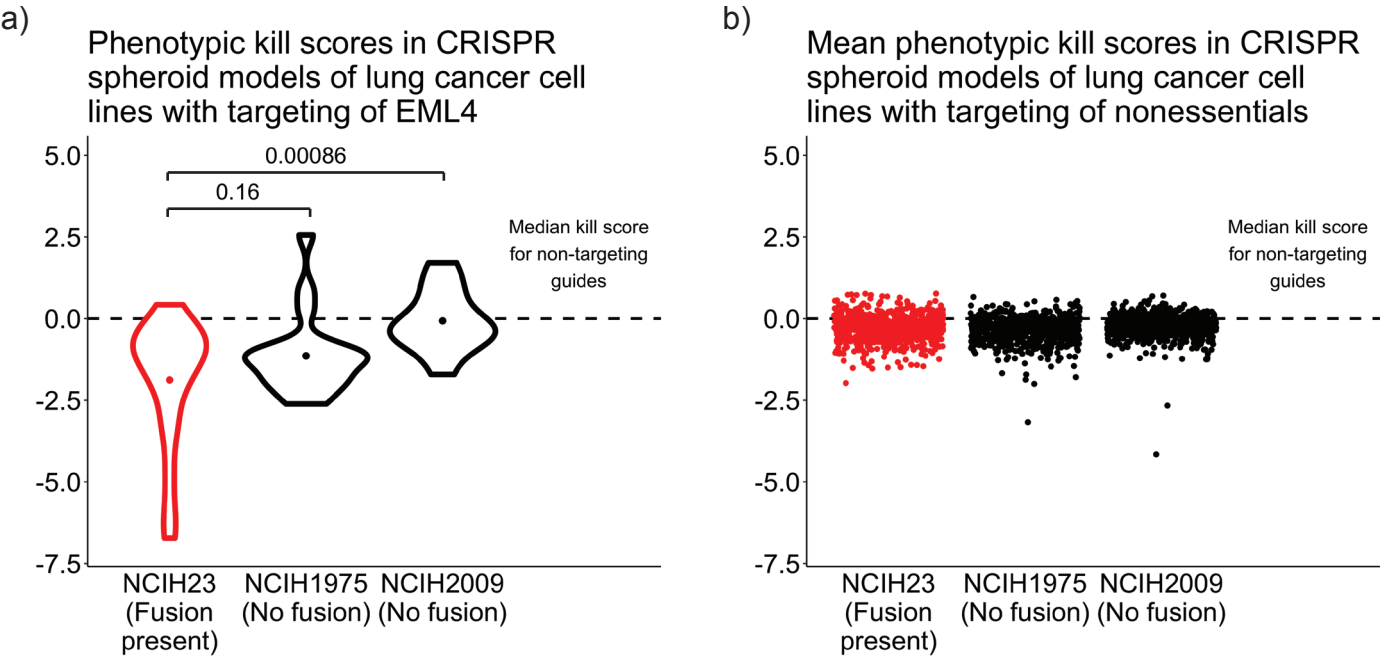 a)
Phenotypic kill scores in CRISPR
spheroid models of lung cancer cell
lines with targeting of EML4
5.0
2.5
0.0
-2.5
-5.0
-7.5
0.00086
0.16
Median kill score
for non-targeting
guides
NCIH23
(Fusion
present)
NCIH1975
(No fusion)
NCIH2009
(No fusion)
b)
Mean phenotypic kill scores in CRISPR
spheroid models of lung cancer cell
lines with targeting of nonessentials
5.0
2.5
0.0
-2.5
-5.0
-7.5
Median kill score
for non-targeting
guides
NCIH23
(Fusion
present)
NCIH1975
(No fusion)
NCIH2009
(No fusion)